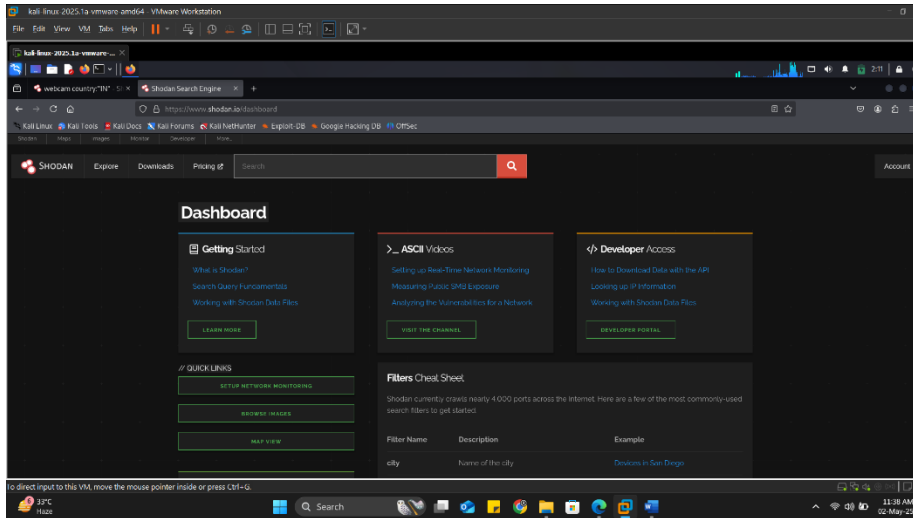 kali-linux-2025.1a-vmware-amd64 - VMware Workstation
File Edit View VM Tabs Help
kali-linux-2025.1a-vmware-...
2:11
webcam country:"IN" - S
Shodan Search Engine
https://www.shodan.io/dashboard
Kali Linux Kali Tools Kali Docs Kali Forums Kali NetHunter Exploit-DB Google Hacking DB OffSec
Shodan Maps Images Monitor Developer More...
SHODAN Explore Downloads Pricing Search Account
Dashboard
Getting Started
What is Shodan?
Search Query Fundamentals
Working with Shodan Data Files
LEARN MORE
>_ ASCII Videos
Setting up Real-Time Network Monitoring
Measuring Public SMB Exposure
Analyzing the Vulnerabilities for a Network
VISIT THE CHANNEL
</> Developer Access
How to Download Data with the API
Looking up IP Information
Working with Shodan Data Files
DEVELOPER PORTAL
// QUICK LINKS
SETUP NETWORK MONITORING
BROWSE IMAGES
MAP VIEW
Filters Cheat Sheet
Shodan currently crawls nearly 4,000 ports across the Internet. Here are a few of the most commonly-used
search filters to get started.
Filter Name Description Example
city Name of the city Devices in San Diego
To direct input to this VM, move the mouse pointer inside or press Ctrl+G.
33°C
Haze
Search
11:38 AM
02-May-25